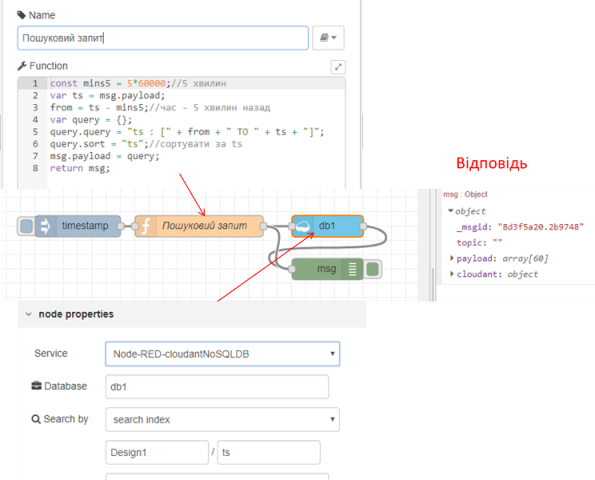 Name
Пошуковий запит
Function
1 const mins5 = 5*60000;//5 хвилин
2 var ts = msg.payload;
3 from = ts - mins5;//час - 5 хвилин назад
4 var query = {};
5 query.query = "ts : [" + from + " TO " + ts + "]";
6 query.sort = "ts";//сортувати за ts
7 msg.payload = query;
8 return msg;
Відповідь
timestamp
Пошуковий запит
db1
msg
msg : Object
object
_msgid: "8d3f5a20.2b9748"
topic: ""
payload: array[60]
cloudant: object
node properties
Service
Node-RED-cloudantNoSQLDB
Database
db1
Search by
search index
Design1 / ts